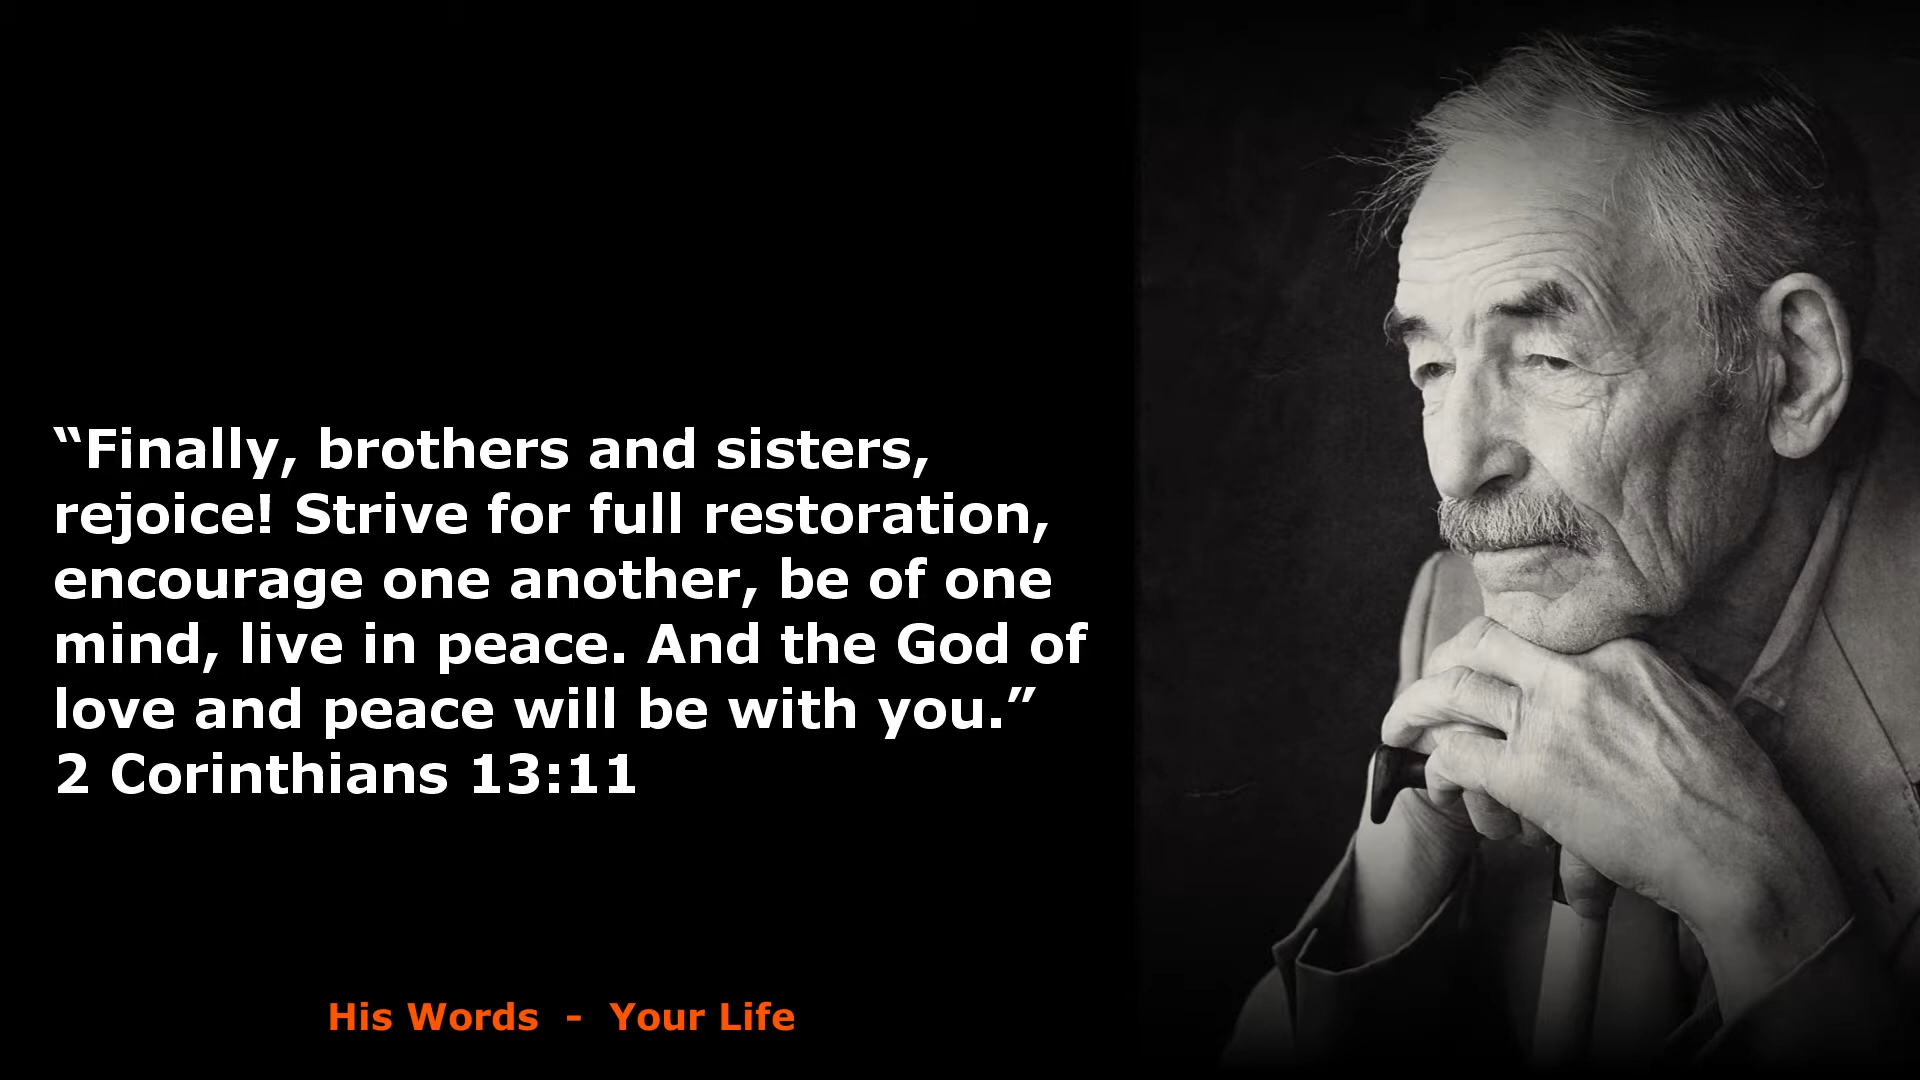 “Finally, brothers and sisters,
rejoice! Strive for full restoration,
encourage one another, be of one
mind, live in peace. And the God of
love and peace will be with you.”
2 Corinthians 13:11
His Words - Your Life